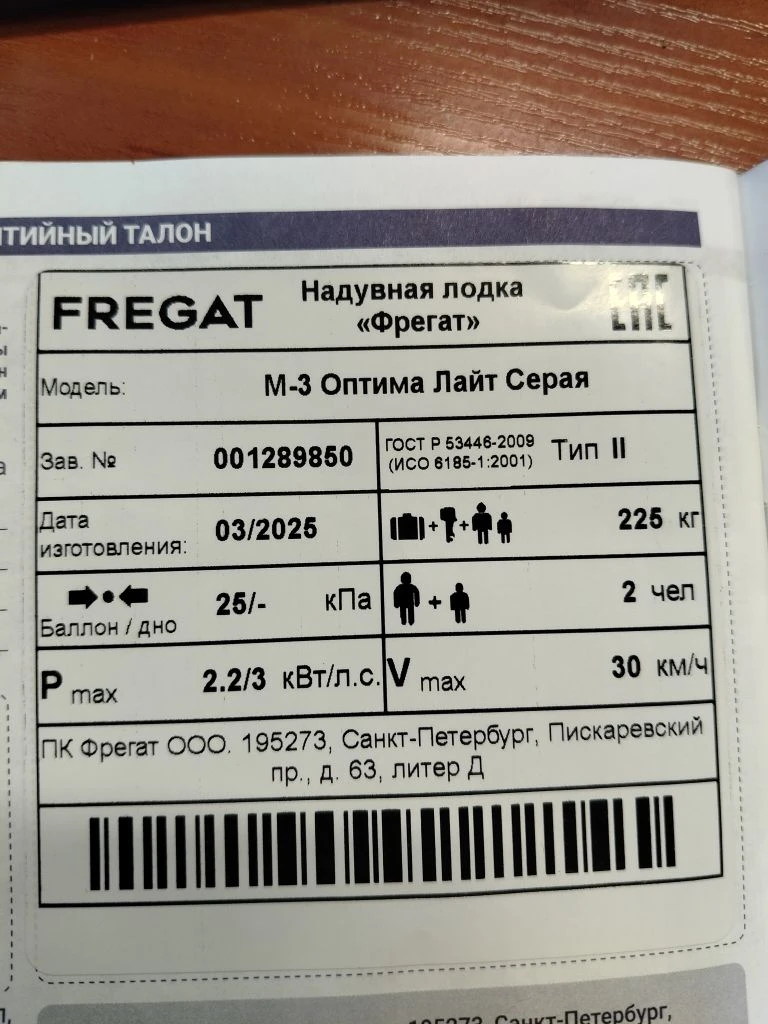 ТИЙНЫЙ ТАЛОН
FREGAT
Надувная лодка
«Фрегат»
EAC
Модель: М-3 Оптима Лайт Серая
Зав. № 001289850
ГОСТ Р 53446-2009
(ИСО 6185-1:2001)
Тип II
Дата
изготовления: 03/2025
+ + 225 кг
25/- кПа
Баллон / дно
+ 2 чел
P max 2.2/3 кВт/л.с.
V max 30 км/ч
ПК Фрегат ООО. 195273, Санкт-Петербург, Пискаревский
пр., д. 63, литер Д
195273, Санкт-Петербург,